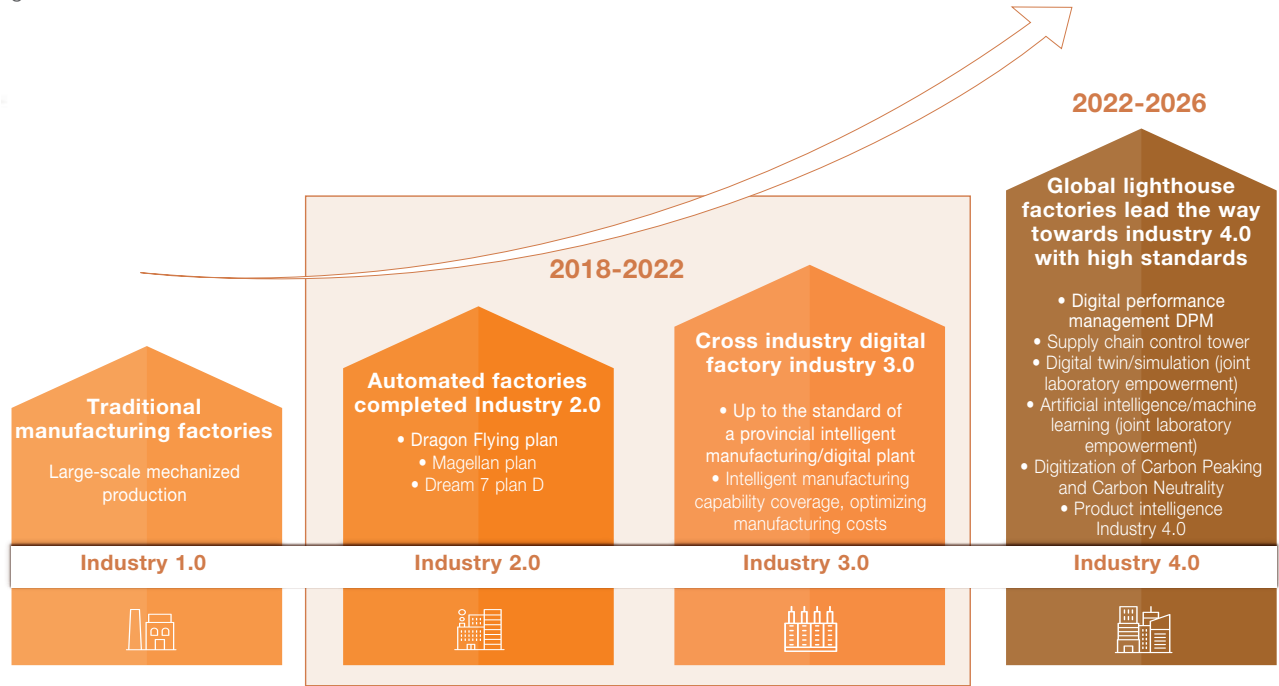 Traditional
manufacturing factories
Large-scale mechanized
production
Industry 1.0
2018-2022
Automated factories
completed Industry 2.0
• Dragon Flying plan
• Magellan plan
• Dream 7 plan D
Industry 2.0
Cross industry digital
factory industry 3.0
• Up to the standard of
a provincial intelligent
manufacturing/digital plant
• Intelligent manufacturing
capability coverage, optimizing
manufacturing costs
Industry 3.0
2022-2026
Global lighthouse
factories lead the way
towards industry 4.0
with high standards
• Digital performance
management DPM
• Supply chain control tower
• Digital twin/simulation (joint
laboratory empowerment)
• Artificial intelligence/machine
learning (joint laboratory
empowerment)
• Digitization of Carbon Peaking
and Carbon Neutrality
• Product intelligence
Industry 4.0
Industry 4.0